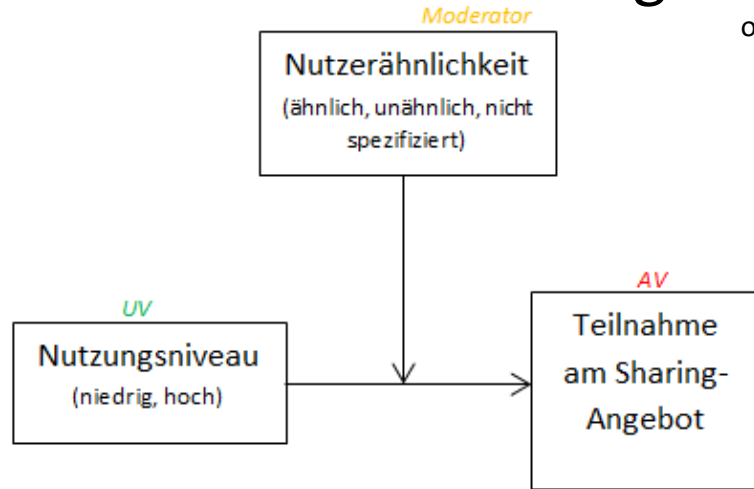 Moderator
Nutzerähnlichkeit
(ähnlich, unähnlich, nicht
spezifiziert)
UV
Nutzungsniveau
(niedrig, hoch)
AV
Teilnahme
am Sharing-
Angebot